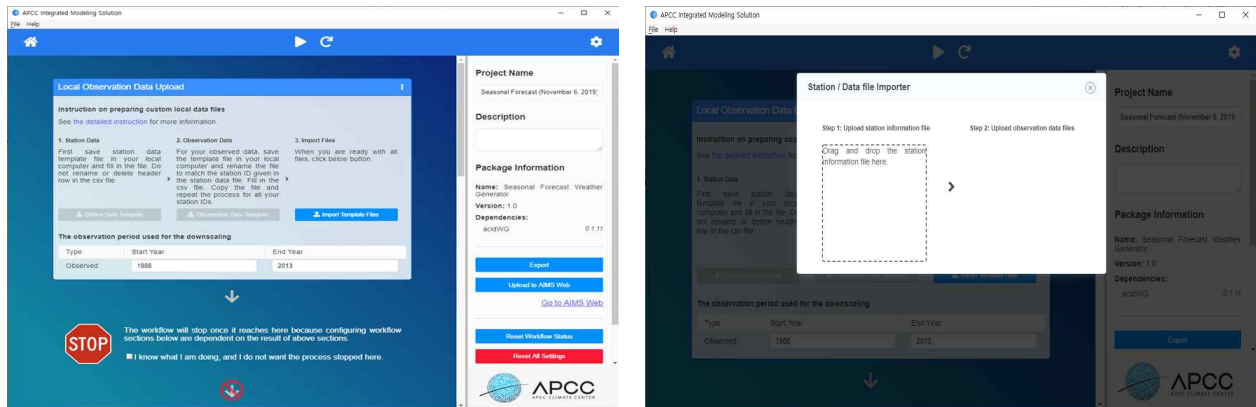 APCC Integrated Modeling Solution
File Help
Local Observation Data Upload
Instruction on preparing custom local data files
See the detailed instruction for more information.
1. Station Data
First save station data
template file in your local
computer and fill in the file. Do
not rename or delete header
row in the csv file.
Station Data Template
2. Observation Data
For your observed data, save
the template file in your local
computer and rename the file
to match the station ID given in
the station data file. Fill in the
csv file. Copy the file and
repeat the process for all your
station IDs.
Observation Data Template
3. Import Files
When you are ready with all
files, click below button.
Import Template Files
The observation period used for the downscaling
Type Start Year End Year
Observed 1988 2013
STOP
The workflow will stop once it reaches here because configuring workflow
sections below are dependent on the result of above sections.
I know what I am doing, and I do not want the process stopped here.
Project Name
Seasonal Forecast (November 6, 2019;
Description
Package Information
Name: Seasonal Forecast Weather
Generator
Version: 1.0
Dependencies:
acidWG 0.1.11
Export
Upload to AIMS Web
Go to AIMS Web
Reset Workflow Status
Reset All Settings
APCC
APEC CLIMATE CENTER
APCC Integrated Modeling Solution
File Help
Local Observation Data U
Instruction on preparing cus
See the detailed instruction for
1. Station Data
First save station data
template file in your local
computer and fill in the file. D
not rename or delete header
row in the csv file.
Station Data Template
Import Template Files
The observation period used for the downscaling
Type Start Year End Year
Observed 1988 2013
Station / Data file Importer
Step 1: Upload station information file
Drag and drop the station
information file here.
Step 2: Upload observation data files
Project Name
Seasonal Forecast (November 6, 2019
Description
Package Information
Name: Seasonal Forecast Weather
Generator
Version: 1.0
Dependencies:
acidWG 0.1.11
Export
APCC
APEC CLIMATE CENTER